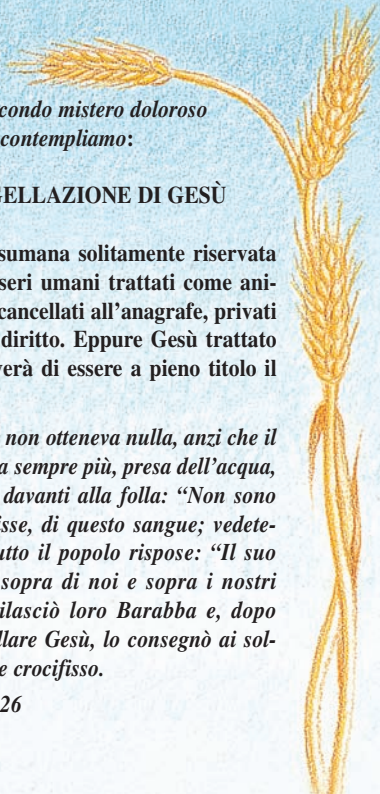 condo mistero doloroso
contempliamo:
GELLAZIONE DI GESÙ
sumana solitamente riservata
seri umani trattati come ani-
cancellati all'anagrafe, privati
diritto. Eppure Gesù trattato
verà di essere a pieno titolo il
non otteneva nulla, anzi che il
a sempre più, presa dell'acqua,
davanti alla folla: “Non sono
isse, di questo sangue; vedete-
utto il popolo rispose: “Il suo
sopra di noi e sopra i nostri
ilasciò loro Barabba e, dopo
llare Gesù, lo consegnò ai sol-
e crocifisso.
26